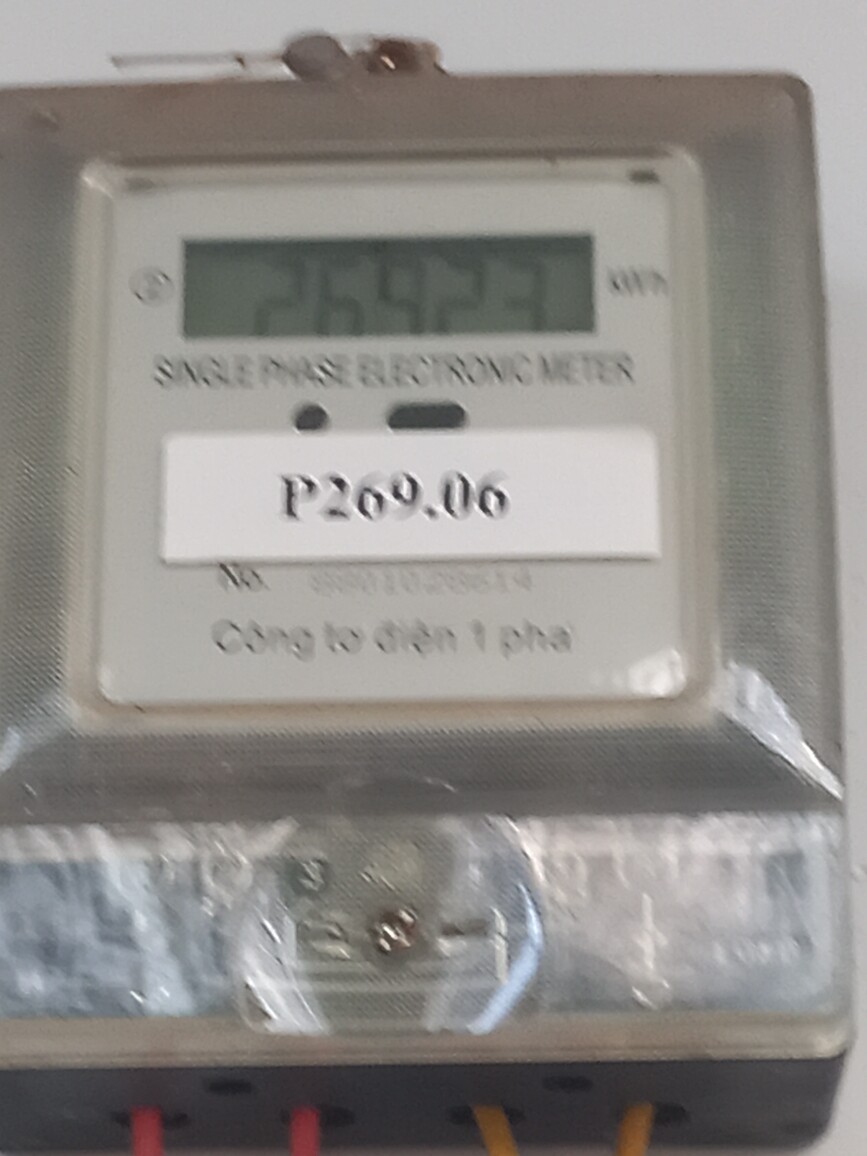 26923 kWh
SINGLE PHASE ELECTRONIC METER
P269.06
No.
Công tơ điện 1 pha